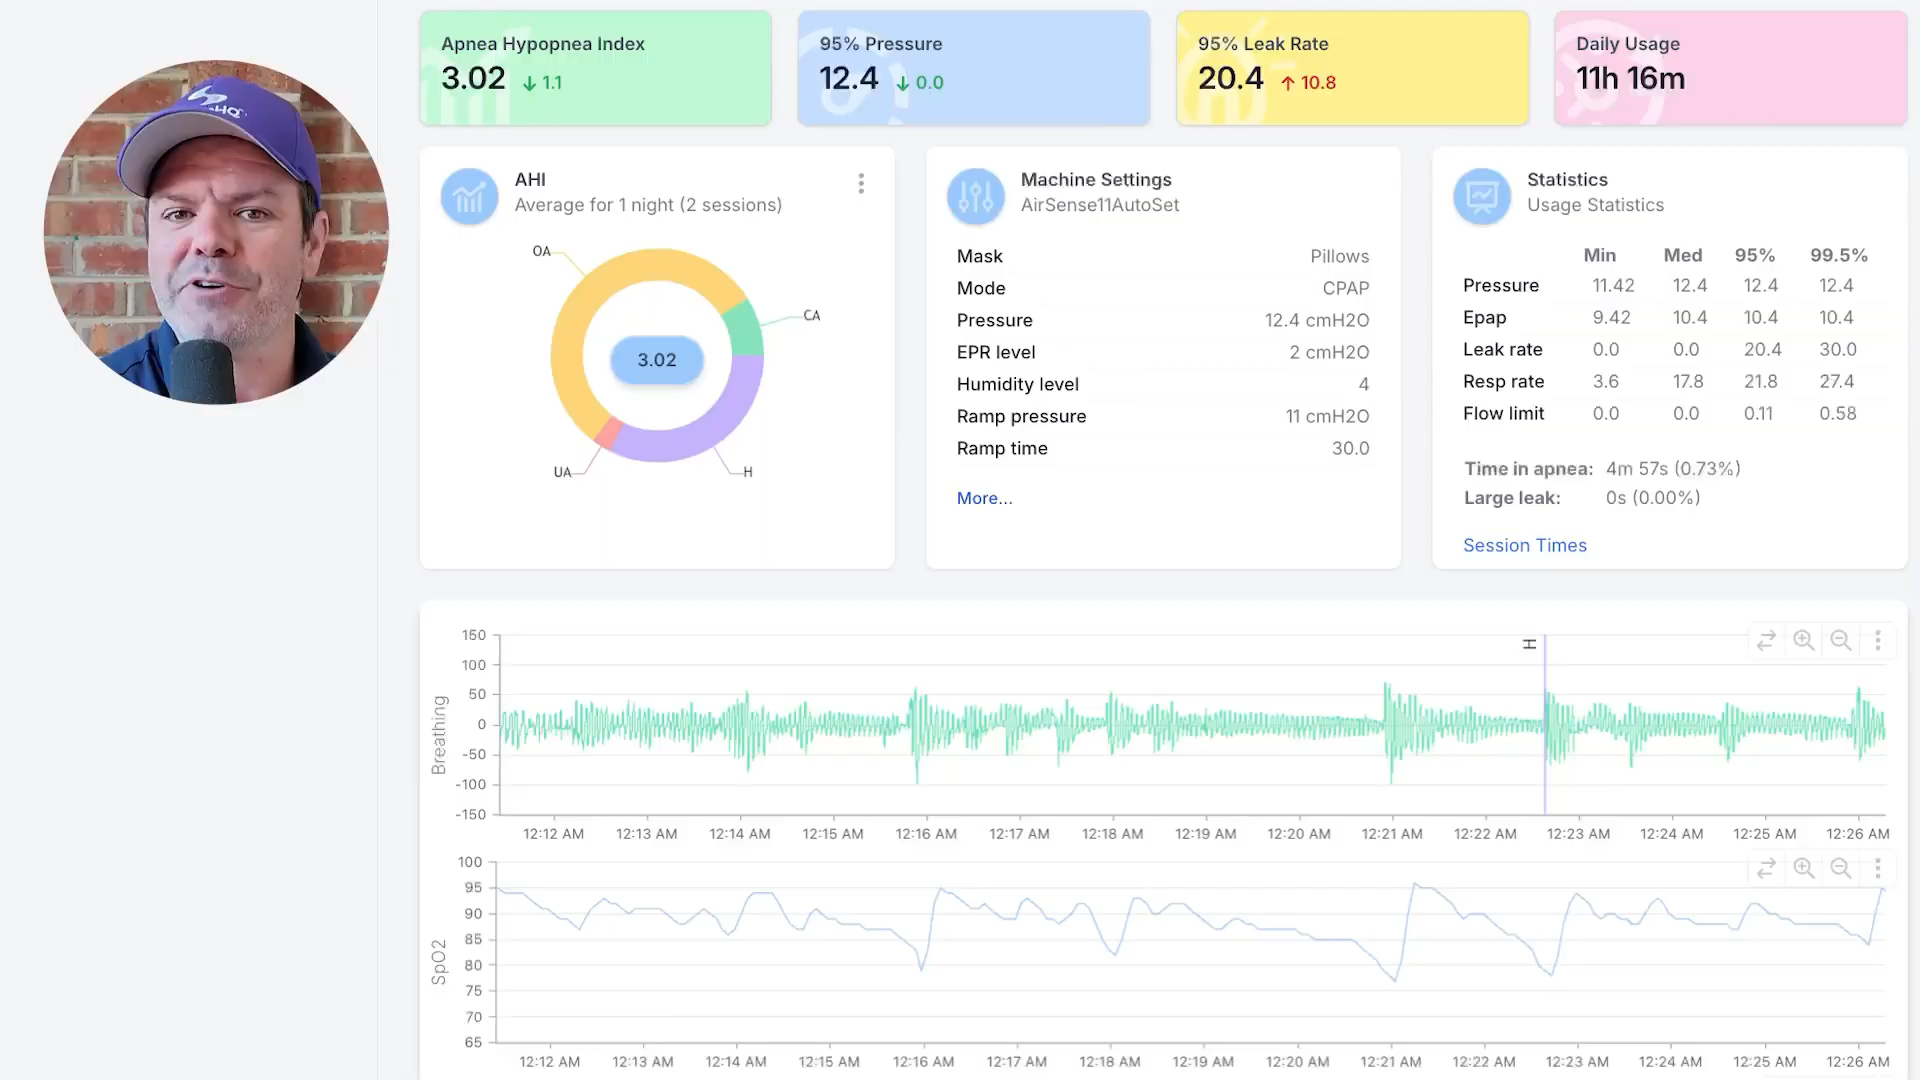 HQ
Apnea Hypopnea Index
3.02 ↓ 1.1
95% Pressure
12.4 ↓ 0.0
95% Leak Rate
20.4 ↑ 10.8
Daily Usage
11h 16m
AHI
Average for 1 night (2 sessions)
OA
CA
3.02
UA
H
Machine Settings
AirSense11AutoSet
Mask Pillows
Mode CPAP
Pressure 12.4 cmH2O
EPR level 2 cmH2O
Humidity level 4
Ramp pressure 11 cmH2O
Ramp time 30.0
More...
Statistics
Usage Statistics
Min Med 95% 99.5%
Pressure 11.42 12.4 12.4 12.4
Epap 9.42 10.4 10.4 10.4
Leak rate 0.0 0.0 20.4 30.0
Resp rate 3.6 17.8 21.8 27.4
Flow limit 0.0 0.0 0.11 0.58
Time in apnea: 4m 57s (0.73%)
Large leak: 0s (0.00%)
Session Times
Breathing
150
100
50
0
-50
-100
-150
H
12:12 AM 12:13 AM 12:14 AM 12:15 AM 12:16 AM 12:17 AM 12:18 AM 12:19 AM 12:20 AM 12:21 AM 12:22 AM 12:23 AM 12:24 AM 12:25 AM 12:26 AM
SpO2
100
95
90
85
80
75
70
65
12:12 AM 12:13 AM 12:14 AM 12:15 AM 12:16 AM 12:17 AM 12:18 AM 12:19 AM 12:20 AM 12:21 AM 12:22 AM 12:23 AM 12:24 AM 12:25 AM 12:26 AM